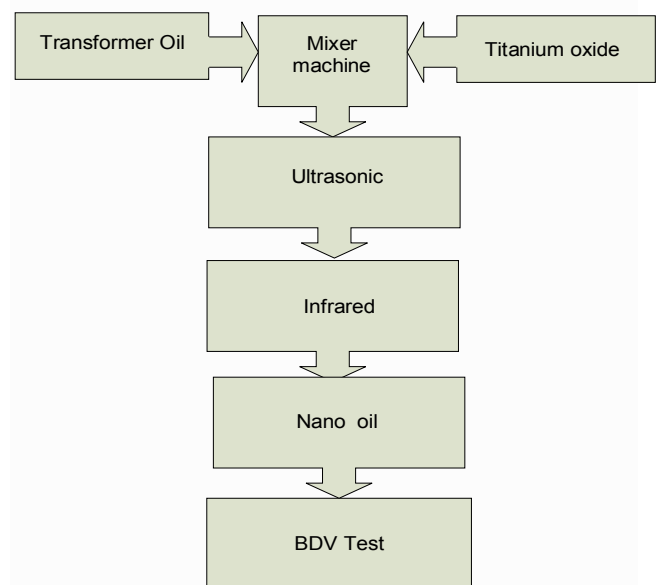 Transformer Oil
Mixer
machine
Titanium oxide
Ultrasonic
Infrared
Nano oil
BDV Test